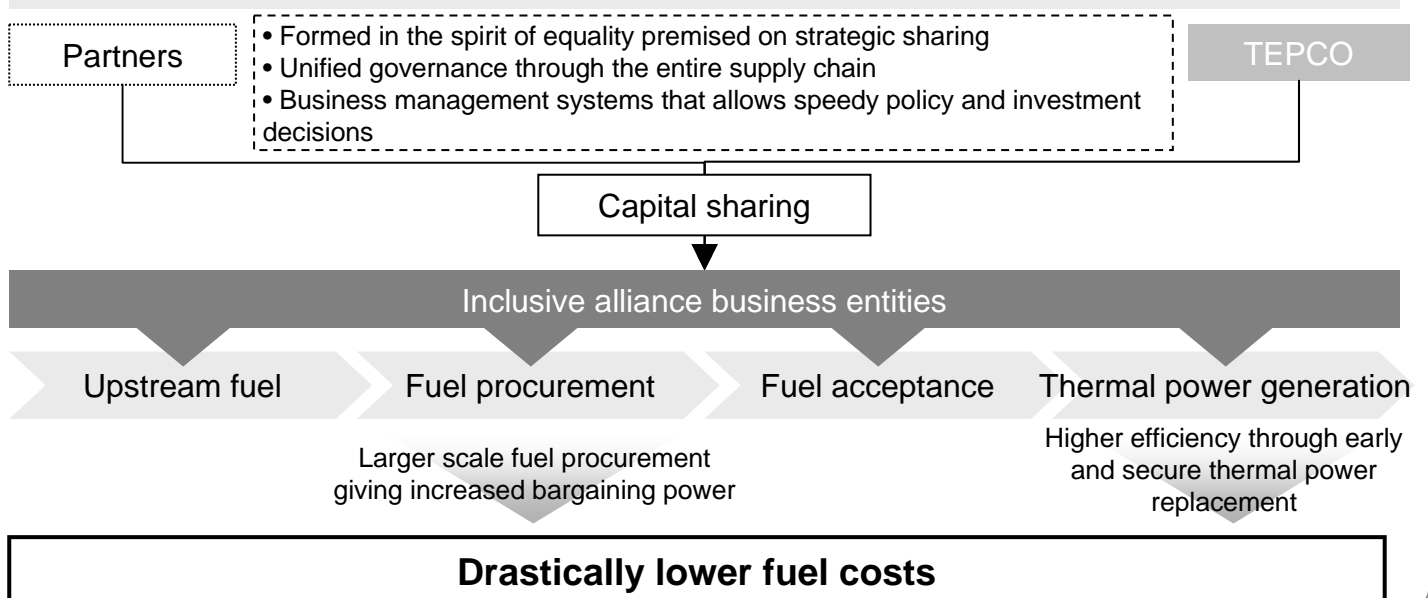 Partners
• Formed in the spirit of equality premised on strategic sharing
• Unified governance through the entire supply chain
• Business management systems that allows speedy policy and investment
decisions
TEPCO
Capital sharing
Inclusive alliance business entities
Upstream fuel
Fuel procurement
Fuel acceptance
Thermal power generation
Larger scale fuel procurement
giving increased bargaining power
Higher efficiency through early
and secure thermal power
replacement
Drastically lower fuel costs